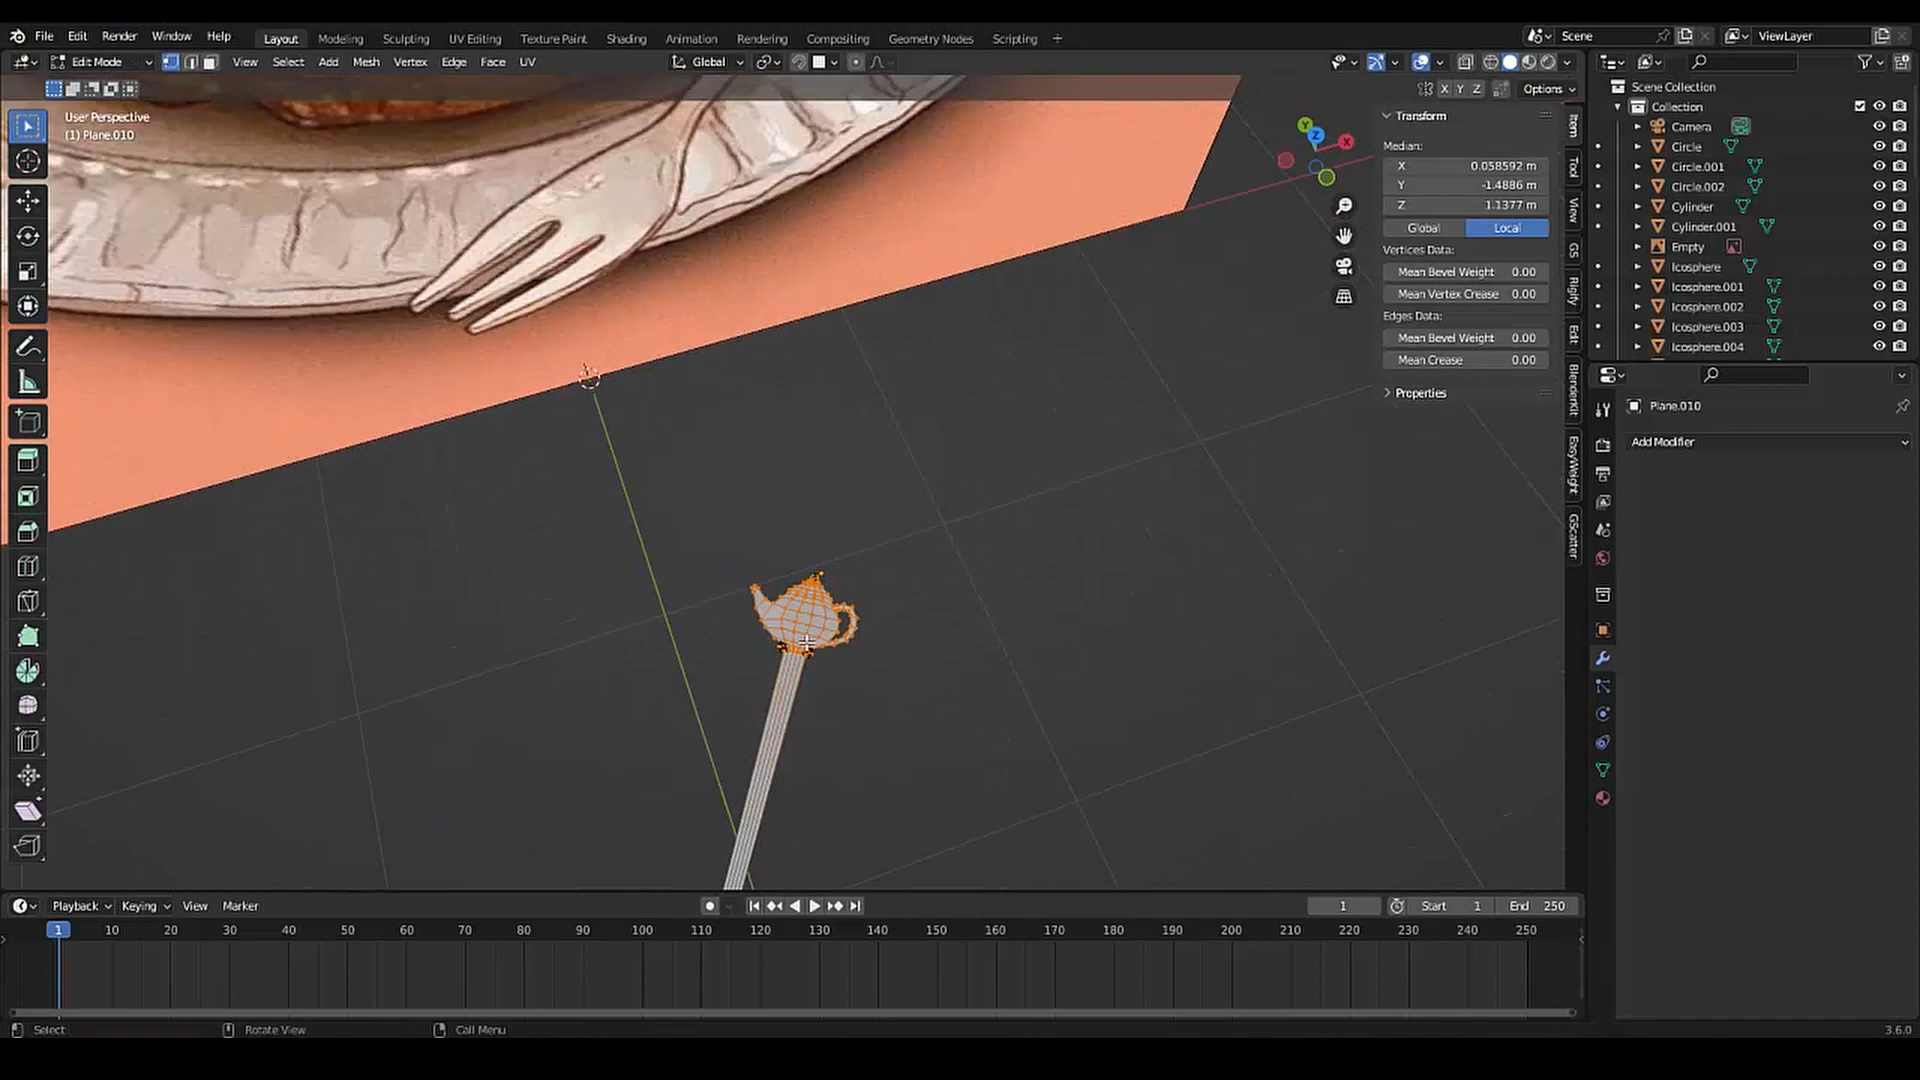 File Edit Render Window Help Layout Modeling Sculpting UV Editing Texture Paint Shading Animation Rendering Compositing Geometry Nodes Scripting + Scene ViewLayer
Edit Mode View Select Add Mesh Vertex Edge Face UV Global
X Y Z Options
User Perspective
(1) Plane.010
Y Z X
Transform
Median:
X 0.058592 m
Y -1.4886 m
Z 1.1377 m
Global Local
Vertices Data:
Mean Bevel Weight 0.00
Mean Vertex Crease 0.00
Edges Data:
Mean Bevel Weight 0.00
Mean Crease 0.00
Properties
Item
Tool
View
GS
Rigify
Edit
BlenderKit
EasyWeight
GScatter
Scene Collection
Collection
Camera
Circle
Circle.001
Circle.002
Cylinder
Cylinder.001
Empty
Icosphere
Icosphere.001
Icosphere.002
Icosphere.003
Icosphere.004
Plane.010
Add Modifier
Playback Keying View Marker 1 Start 1 End 250
1 10 20 30 40 50 60 70 80 90 100 110 120 130 140 150 160 170 180 190 200 210 220 230 240 250
Select Rotate View Call Menu 3.6.0